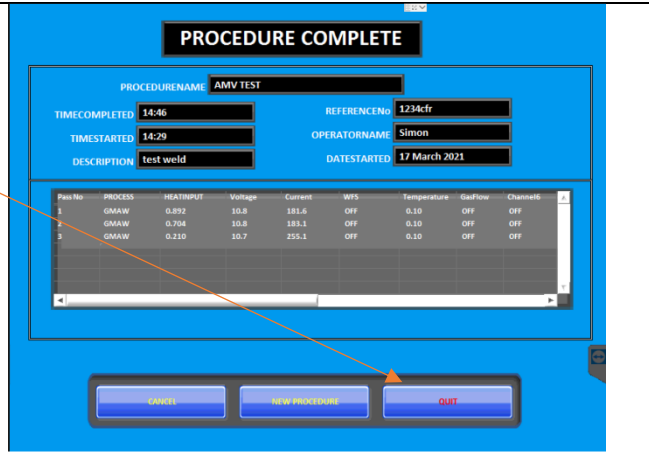 PROCEDURE COMPLETE
PROCEDURENAME AMV TEST
TIMECOMPLETED 14:46 REFERENCENo 1234cfr
TIMESTARTED 14:29 OPERATORNAME Simon
DESCRIPTION test weld DATESTARTED 17 March 2021
Pass No PROCESS HEATINPUT Voltage Current WFS Temperature GasFlow Channel6
1 GMAW 0.892 10.8 181.6 OFF 0.10 OFF OFF
2 GMAW 0.704 10.8 183.1 OFF 0.10 OFF OFF
3 GMAW 0.210 10.7 255.1 OFF 0.10 OFF OFF
CANCEL NEW PROCEDURE QUIT